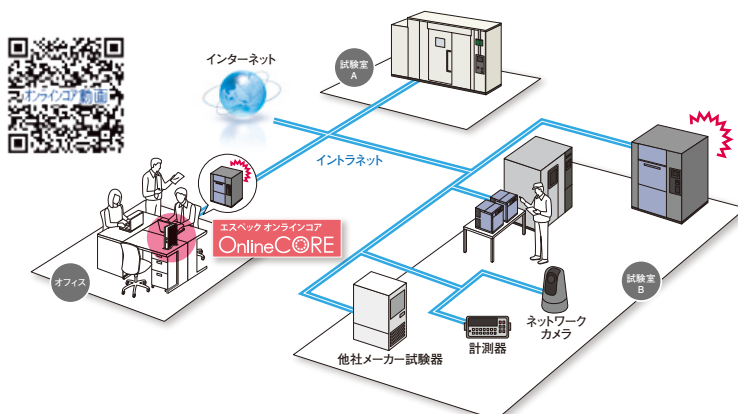 オンラインコア動画
インターネット
試験室
A
イントラネット
エスペック オンラインコア
OnlineCORE
オフィス
試験室
B
ネットワーク
カメラ
計測器
他社メーカー試験器